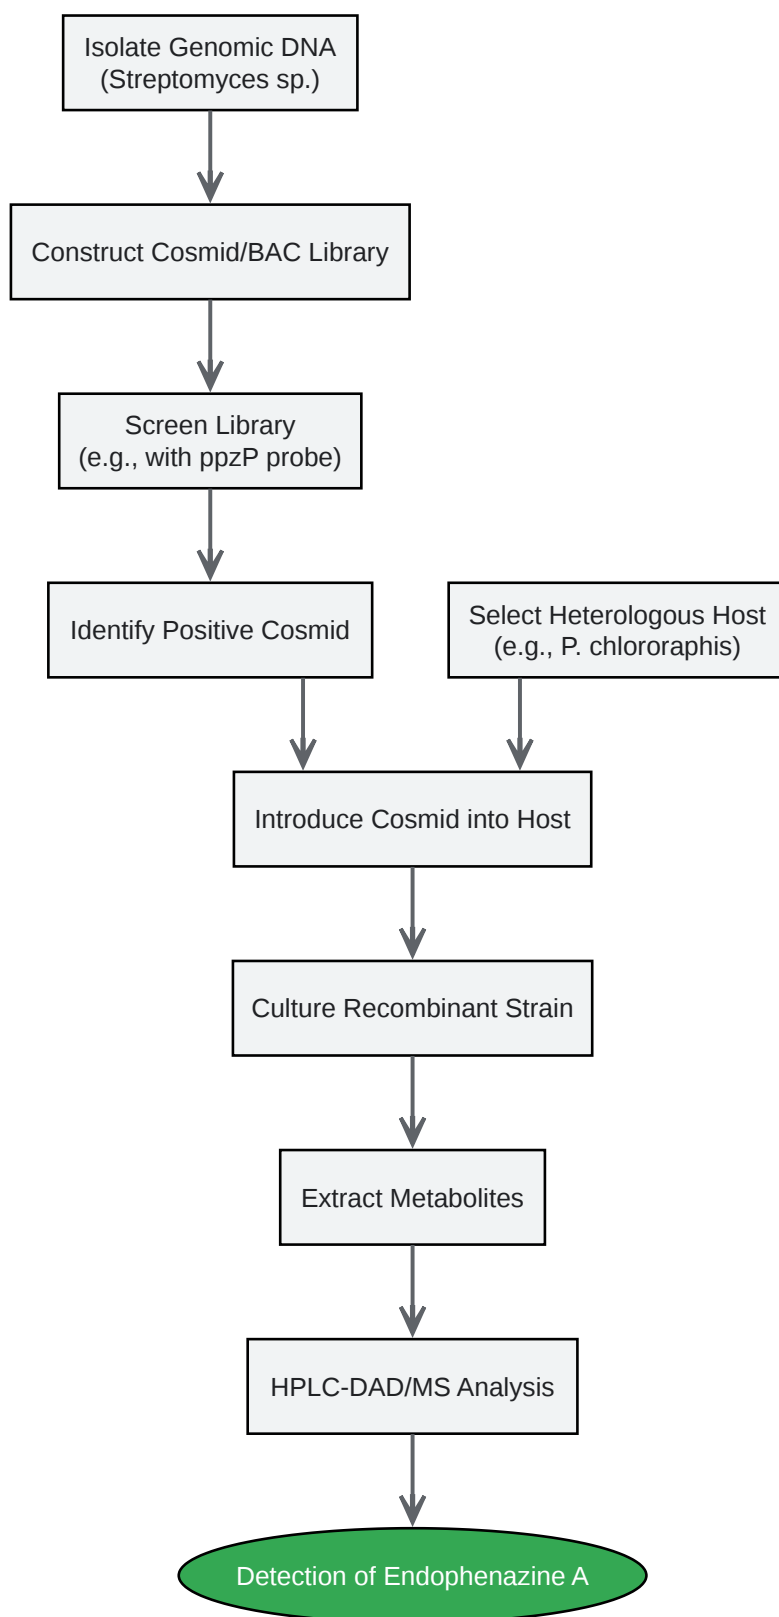 Isolate Genomic DNA
(Streptomyces sp.)
Construct Cosmid/BAC Library
Screen Library
(e.g., with ppzP probe)
Identify Positive Cosmid
Select Heterologous Host
(e.g., P. chlororaphis)
Introduce Cosmid into Host
Culture Recombinant Strain
Extract Metabolites
HPLC-DAD/MS Analysis
Detection of Endophenazine A